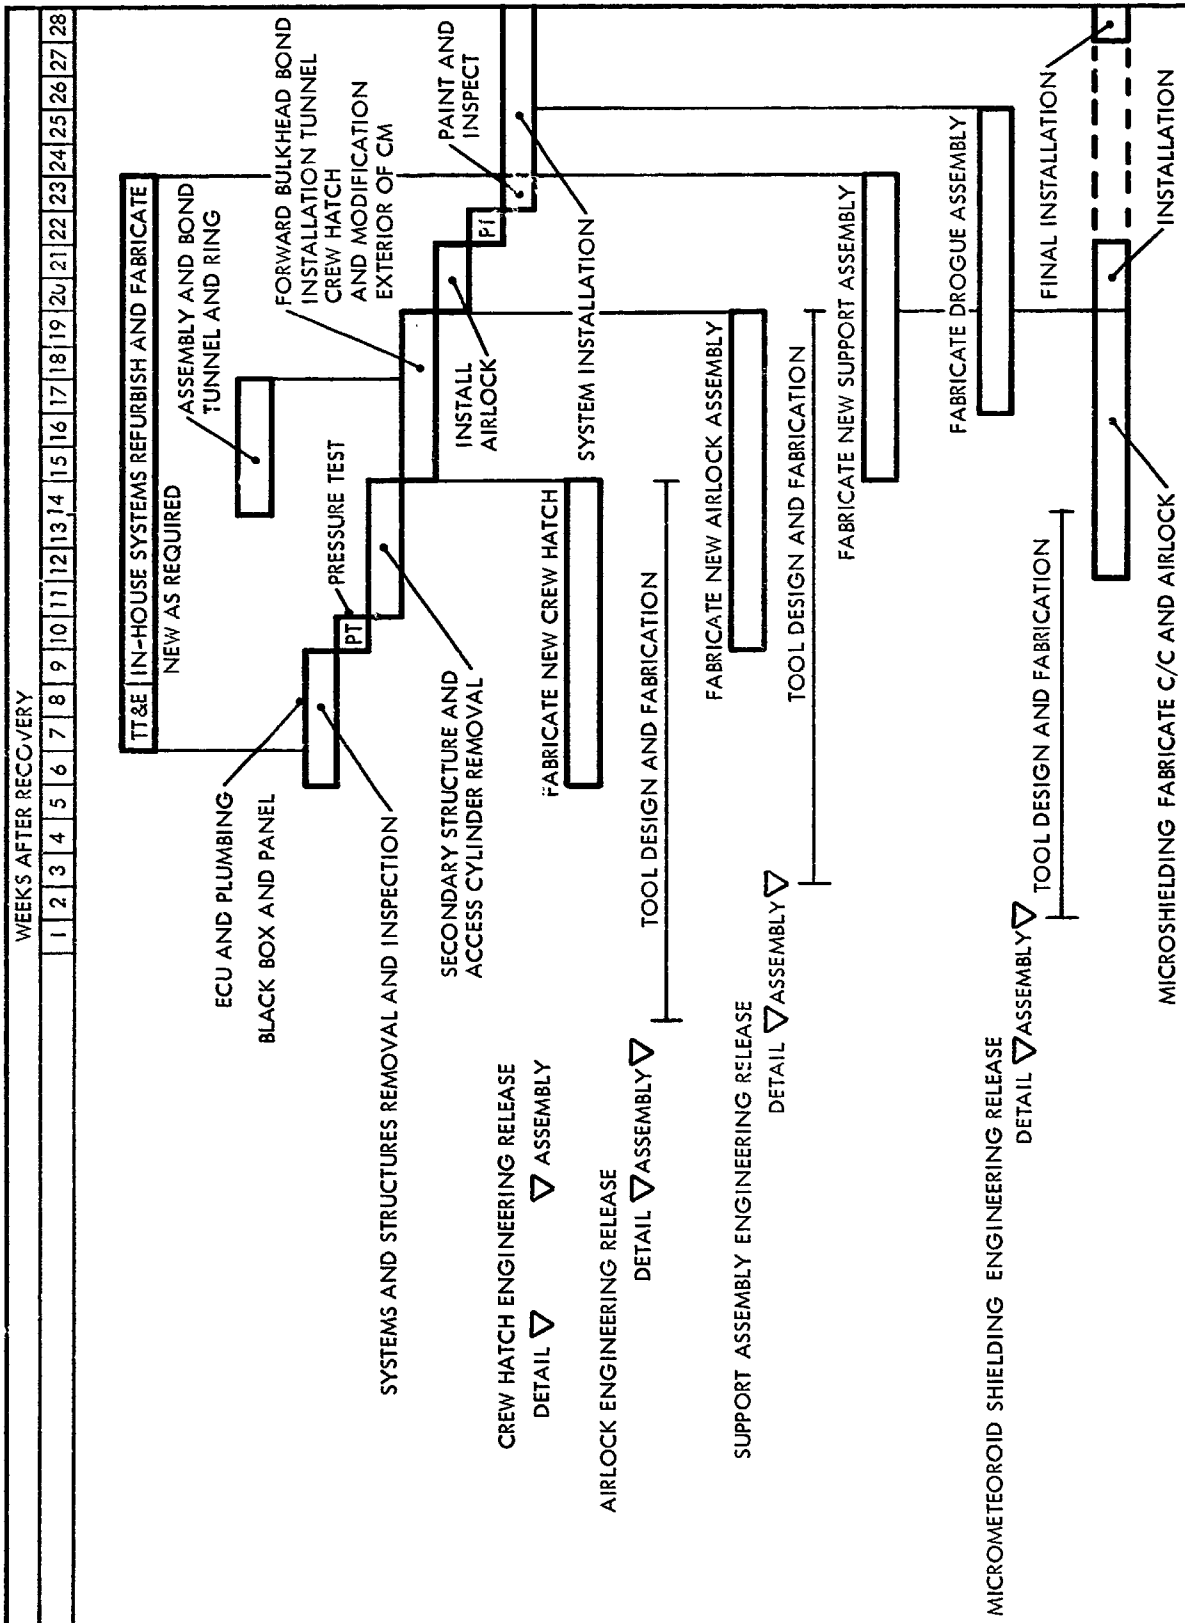 WEEKS AFTER RECOVERY
1 2 3 4 5 6 7 8 9 10 11 12 13 14 15 16 17 18 19 20 21 22 23 24 25 26 27 28
TT&E IN-HOUSE SYSTEMS REFURBISH AND FABRICATE
NEW AS REQUIRED
ASSEMBLY AND BOND
TUNNEL AND RING
ECU AND PLUMBING
BLACK BOX AND PANEL
FORWARD BULKHEAD BOND
INSTALLATION TUNNEL
CREW HATCH
AND MODIFICATION
EXTERIOR OF CM
PRESSURE TEST
PT
SYSTEMS AND STRUCTURES REMOVAL AND INSPECTION
SECONDARY STRUCTURE AND
ACCESS CYLINDER REMOVAL
INSTALL
AIRLOCK
PT
PAINT AND
INSPECT
SYSTEM INSTALLATION
CREW HATCH ENGINEERING RELEASE
DETAIL ▽ ▽ ASSEMBLY
FABRICATE NEW CREW HATCH
AIRLOCK ENGINEERING RELEASE
DETAIL ▽ ASSEMBLY ▽
TOOL DESIGN AND FABRICATION
FABRICATE NEW AIRLOCK ASSEMBLY
SUPPORT ASSEMBLY ENGINEERING RELEASE
DETAIL ▽ ASSEMBLY ▽
TOOL DESIGN AND FABRICATION
FABRICATE NEW SUPPORT ASSEMBLY
FABRICATE DROGUE ASSEMBLY
MICROMETEOROID SHIELDING ENGINEERING RELEASE
DETAIL ▽ ASSEMBLY ▽
TOOL DESIGN AND FABRICATION
FINAL INSTALLATION
MICROSHIELDING FABRICATE C/C AND AIRLOCK
INSTALLATION